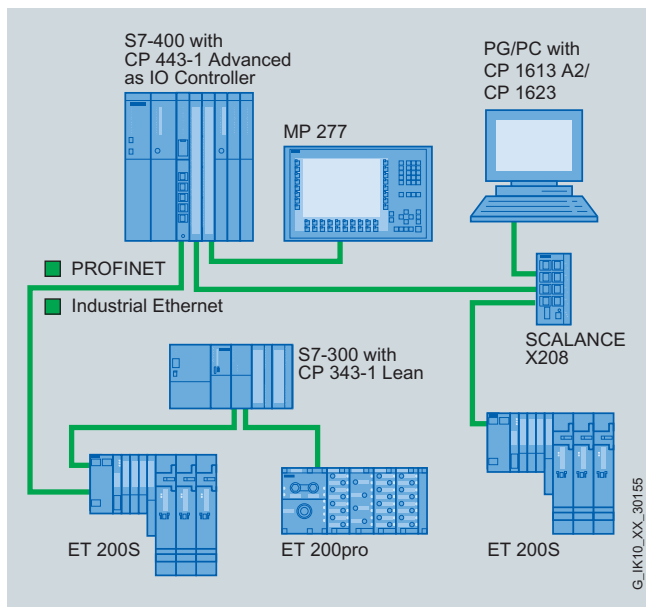 S7-400 with
CP 443-1 Advanced
as IO Controller
PG/PC with
CP 1613 A2/
CP 1623
MP 277
PROFINET
Industrial Ethernet
SCALANCE
X208
S7-300 with
CP 343-1 Lean
ET 200S
ET 200pro
ET 200S
G_IK10_XX_30155